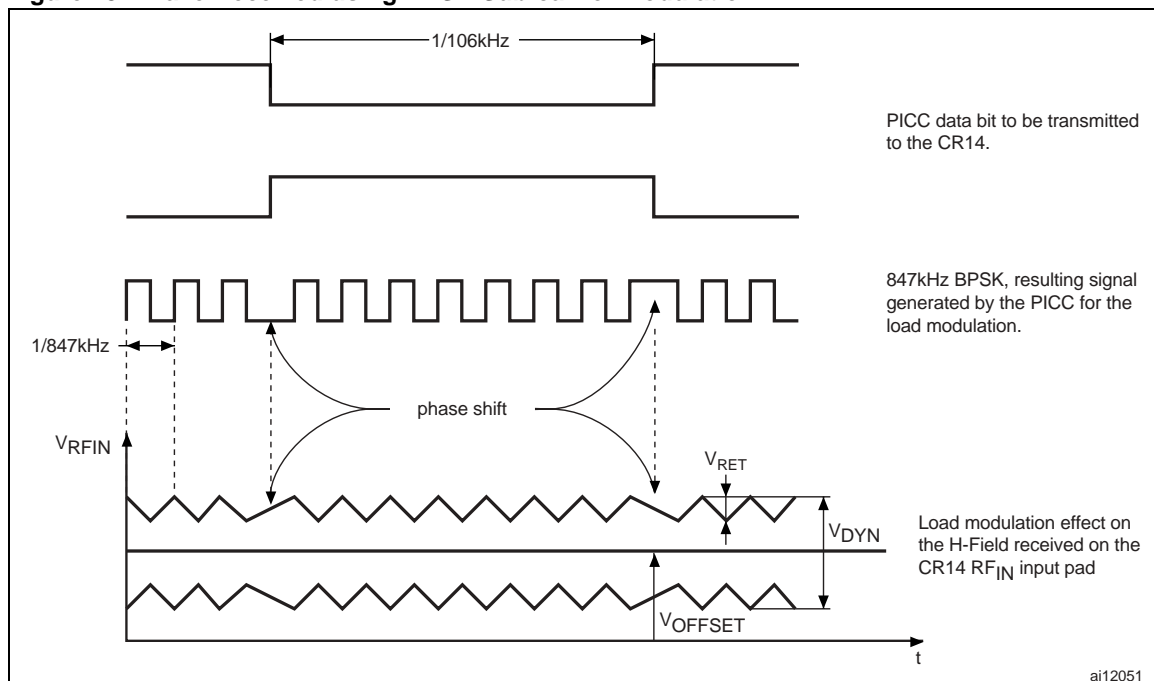 1/106kHz
PICC data bit to be transmitted
to the CR14.
847kHz BPSK, resulting signal
generated by the PICC for the
load modulation.
1/847kHz
phase shift
VRFIN
VRET
VDYN
Load modulation effect on
the H-Field received on the
CR14 RFIN input pad
VOFFSET
t
ai12051